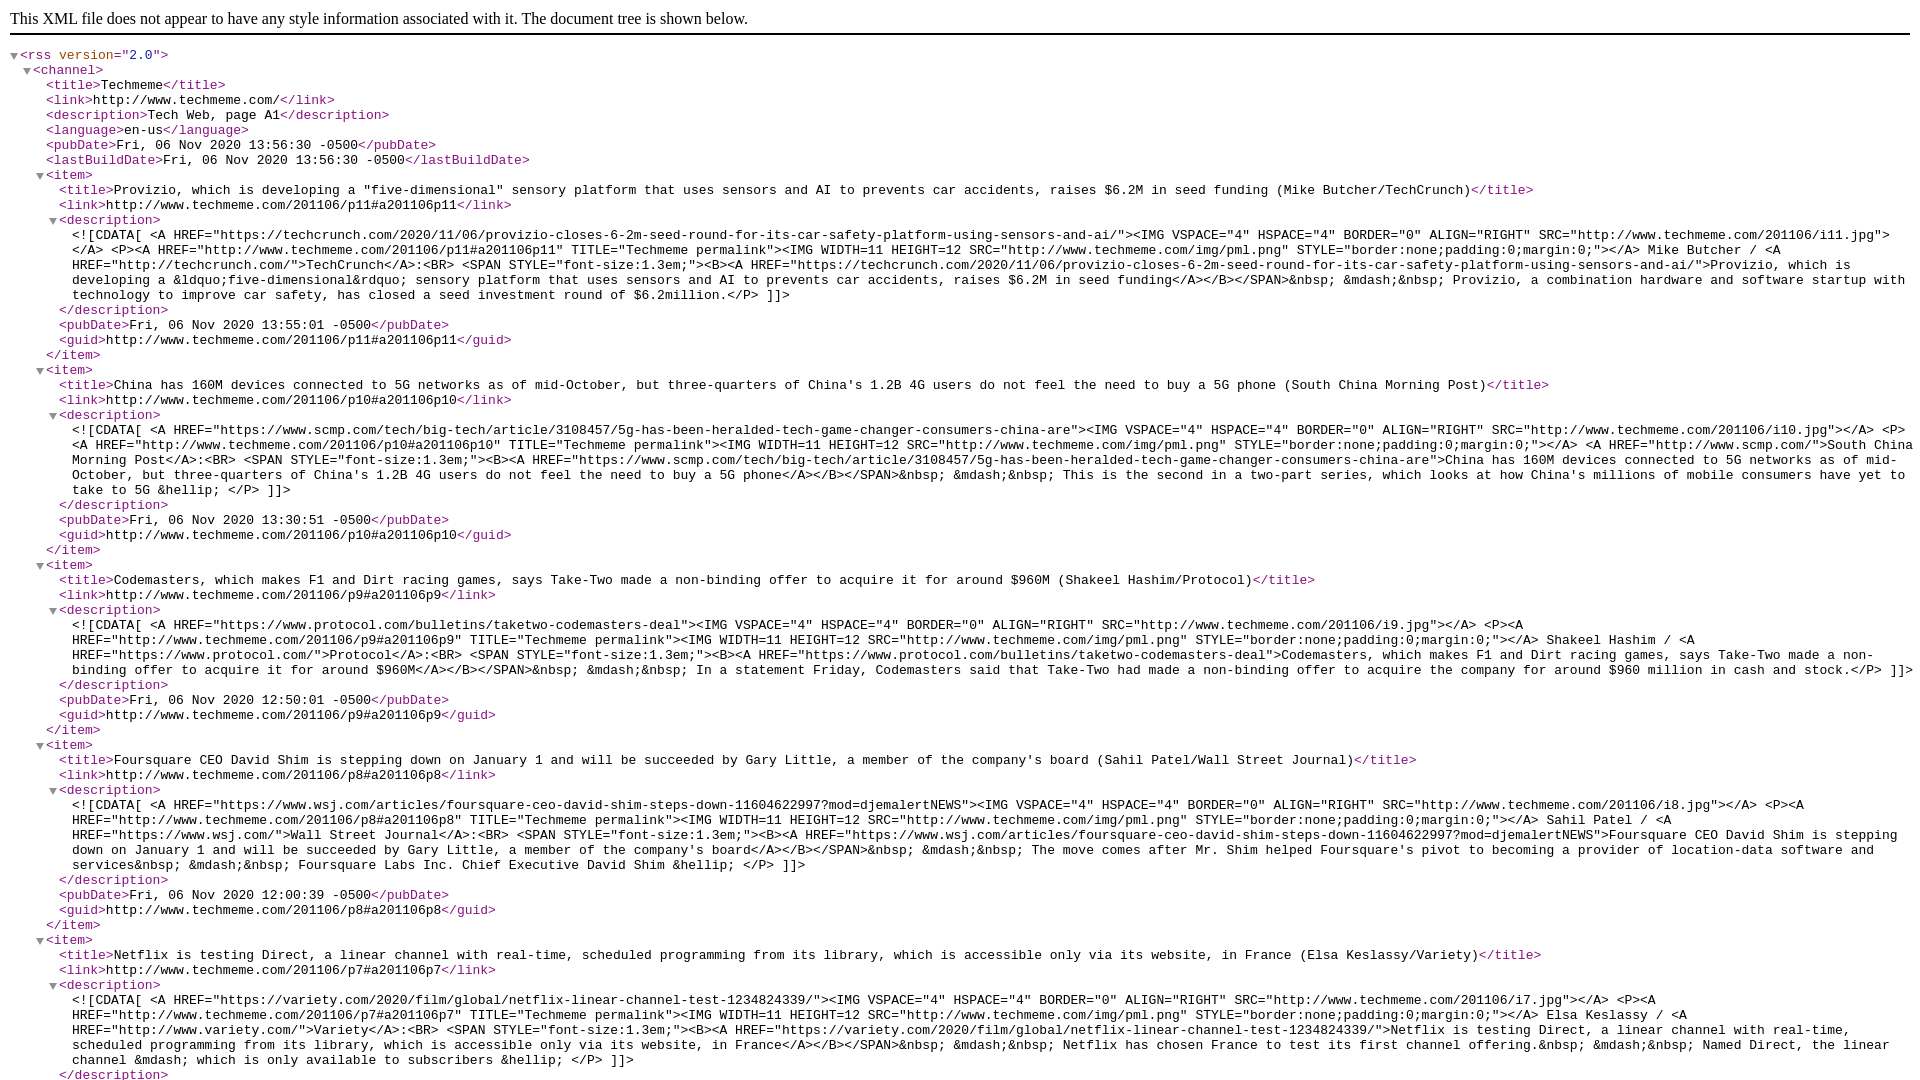 This XML file does not appear to have any style information associated with it. The document tree is shown below.
<rss version="2.0">
<channel>
<title>Techmeme</title>
<link>http://www.techmeme.com/</link>
<description>Tech Web, page A1</description>
<language>en-us</language>
<pubDate>Fri, 06 Nov 2020 13:56:30 -0500</pubDate>
<lastBuildDate>Fri, 06 Nov 2020 13:56:30 -0500</lastBuildDate>
<item>
<title>Provizio, which is developing a "five-dimensional" sensory platform that uses sensors and AI to prevents car accidents, raises $6.2M in seed funding (Mike Butcher/TechCrunch)</title>
<link>http://www.techmeme.com/201106/p11#a201106p11</link>
<description>
<![CDATA[ <A HREF="https://techcrunch.com/2020/11/06/provizio-closes-6-2m-seed-round-for-its-car-safety-platform-using-sensors-and-ai/"><IMG VSPACE="4" HSPACE="4" BORDER="0" ALIGN="RIGHT" SRC="http://www.techmeme.com/201106/i11.jpg">
</A> <P><A HREF="http://www.techmeme.com/201106/p11#a201106p11" TITLE="Techmeme permalink"><IMG WIDTH=11 HEIGHT=12 SRC="http://www.techmeme.com/img/pml.png" STYLE="border:none;padding:0;margin:0;"></A> Mike Butcher / <A
HREF="http://techcrunch.com/">TechCrunch</A>:<BR> <SPAN STYLE="font-size:1.3em;"><B><A HREF="https://techcrunch.com/2020/11/06/provizio-closes-6-2m-seed-round-for-its-car-safety-platform-using-sensors-and-ai/">Provizio, which is
developing a &ldquo;five-dimensional&rdquo; sensory platform that uses sensors and AI to prevents car accidents, raises $6.2M in seed funding</A></B></SPAN>&nbsp; &mdash;&nbsp; Provizio, a combination hardware and software startup with
technology to improve car safety, has closed a seed investment round of $6.2million.</P> ]]>
</description>
<pubDate>Fri, 06 Nov 2020 13:55:01 -0500</pubDate>
<guid>http://www.techmeme.com/201106/p11#a201106p11</guid>
</item>
<item>
<title>China has 160M devices connected to 5G networks as of mid-October, but three-quarters of China's 1.2B 4G users do not feel the need to buy a 5G phone (South China Morning Post)</title>
<link>http://www.techmeme.com/201106/p10#a201106p10</link>
<description>
<![CDATA[ <A HREF="https://www.scmp.com/tech/big-tech/article/3108457/5g-has-been-heralded-tech-game-changer-consumers-china-are"><IMG VSPACE="4" HSPACE="4" BORDER="0" ALIGN="RIGHT" SRC="http://www.techmeme.com/201106/i10.jpg"></A> <P>
<A HREF="http://www.techmeme.com/201106/p10#a201106p10" TITLE="Techmeme permalink"><IMG WIDTH=11 HEIGHT=12 SRC="http://www.techmeme.com/img/pml.png" STYLE="border:none;padding:0;margin:0;"></A> <A HREF="http://www.scmp.com/">South China
Morning Post</A>:<BR> <SPAN STYLE="font-size:1.3em;"><B><A HREF="https://www.scmp.com/tech/big-tech/article/3108457/5g-has-been-heralded-tech-game-changer-consumers-china-are">China has 160M devices connected to 5G networks as of mid-
October, but three-quarters of China's 1.2B 4G users do not feel the need to buy a 5G phone</A></B></SPAN>&nbsp; &mdash;&nbsp; This is the second in a two-part series, which looks at how China's millions of mobile consumers have yet to
take to 5G &hellip; </P> ]]>
</description>
<pubDate>Fri, 06 Nov 2020 13:30:51 -0500</pubDate>
<guid>http://www.techmeme.com/201106/p10#a201106p10</guid>
</item>
<item>
<title>Codemasters, which makes F1 and Dirt racing games, says Take-Two made a non-binding offer to acquire it for around $960M (Shakeel Hashim/Protocol)</title>
<link>http://www.techmeme.com/201106/p9#a201106p9</link>
<description>
<![CDATA[ <A HREF="https://www.protocol.com/bulletins/taketwo-codemasters-deal"><IMG VSPACE="4" HSPACE="4" BORDER="0" ALIGN="RIGHT" SRC="http://www.techmeme.com/201106/i9.jpg"></A> <P><A
HREF="http://www.techmeme.com/201106/p9#a201106p9" TITLE="Techmeme permalink"><IMG WIDTH=11 HEIGHT=12 SRC="http://www.techmeme.com/img/pml.png" STYLE="border:none;padding:0;margin:0;"></A> Shakeel Hashim / <A
HREF="https://www.protocol.com/">Protocol</A>:<BR> <SPAN STYLE="font-size:1.3em;"><B><A HREF="https://www.protocol.com/bulletins/taketwo-codemasters-deal">Codemasters, which makes F1 and Dirt racing games, says Take-Two made a non-
binding offer to acquire it for around $960M</A></B></SPAN>&nbsp; &mdash;&nbsp; In a statement Friday, Codemasters said that Take-Two had made a non-binding offer to acquire the company for around $960 million in cash and stock.</P> ]]>
</description>
<pubDate>Fri, 06 Nov 2020 12:50:01 -0500</pubDate>
<guid>http://www.techmeme.com/201106/p9#a201106p9</guid>
</item>
<item>
<title>Foursquare CEO David Shim is stepping down on January 1 and will be succeeded by Gary Little, a member of the company's board (Sahil Patel/Wall Street Journal)</title>
<link>http://www.techmeme.com/201106/p8#a201106p8</link>
<description>
<![CDATA[ <A HREF="https://www.wsj.com/articles/foursquare-ceo-david-shim-steps-down-11604622997?mod=djemalertNEWS"><IMG VSPACE="4" HSPACE="4" BORDER="0" ALIGN="RIGHT" SRC="http://www.techmeme.com/201106/i8.jpg"></A> <P><A
HREF="http://www.techmeme.com/201106/p8#a201106p8" TITLE="Techmeme permalink"><IMG WIDTH=11 HEIGHT=12 SRC="http://www.techmeme.com/img/pml.png" STYLE="border:none;padding:0;margin:0;"></A> Sahil Patel / <A
HREF="https://www.wsj.com/">Wall Street Journal</A>:<BR> <SPAN STYLE="font-size:1.3em;"><B><A HREF="https://www.wsj.com/articles/foursquare-ceo-david-shim-steps-down-11604622997?mod=djemalertNEWS">Foursquare CEO David Shim is stepping
down on January 1 and will be succeeded by Gary Little, a member of the company's board</A></B></SPAN>&nbsp; &mdash;&nbsp; The move comes after Mr. Shim helped Foursquare's pivot to becoming a provider of location-data software and
services&nbsp; &mdash;&nbsp; Foursquare Labs Inc. Chief Executive David Shim &hellip; </P> ]]>
</description>
<pubDate>Fri, 06 Nov 2020 12:00:39 -0500</pubDate>
<guid>http://www.techmeme.com/201106/p8#a201106p8</guid>
</item>
<item>
<title>Netflix is testing Direct, a linear channel with real-time, scheduled programming from its library, which is accessible only via its website, in France (Elsa Keslassy/Variety)</title>
<link>http://www.techmeme.com/201106/p7#a201106p7</link>
<description>
<![CDATA[ <A HREF="https://variety.com/2020/film/global/netflix-linear-channel-test-1234824339/"><IMG VSPACE="4" HSPACE="4" BORDER="0" ALIGN="RIGHT" SRC="http://www.techmeme.com/201106/i7.jpg"></A> <P><A
HREF="http://www.techmeme.com/201106/p7#a201106p7" TITLE="Techmeme permalink"><IMG WIDTH=11 HEIGHT=12 SRC="http://www.techmeme.com/img/pml.png" STYLE="border:none;padding:0;margin:0;"></A> Elsa Keslassy / <A
HREF="http://www.variety.com/">Variety</A>:<BR> <SPAN STYLE="font-size:1.3em;"><B><A HREF="https://variety.com/2020/film/global/netflix-linear-channel-test-1234824339/">Netflix is testing Direct, a linear channel with real-time,
scheduled programming from its library, which is accessible only via its website, in France</A></B></SPAN>&nbsp; &mdash;&nbsp; Netflix has chosen France to test its first channel offering.&nbsp; &mdash;&nbsp; Named Direct, the linear
channel &mdash; which is only available to subscribers &hellip; </P> ]]>
</description>